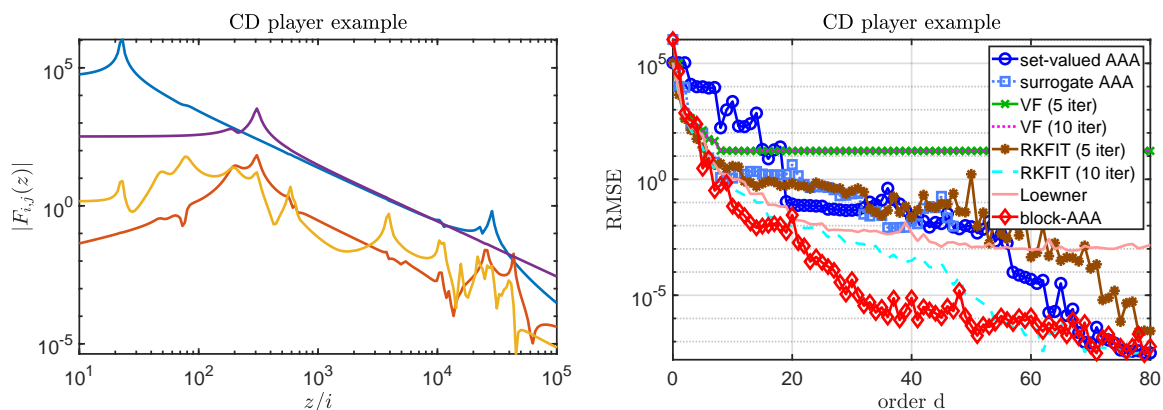 CD player example
|F_{i,j}(z)|
10^5
10^0
10^{-5}
10^1
10^2
10^3
10^4
10^5
z/i
CD player example
RMSE
10^5
10^0
10^{-5}
0
20
40
60
80
order d
set-valued AAA
surrogate AAA
VF (5 iter)
VF (10 iter)
RKFIT (5 iter)
RKFIT (10 iter)
Loewner
block-AAA